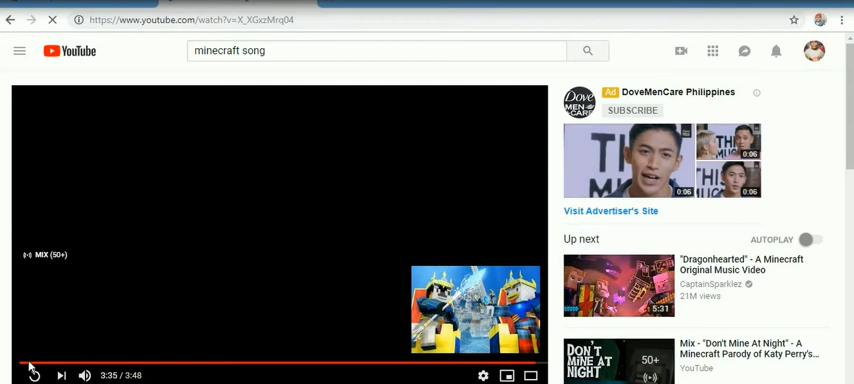 https://www.youtube.com/watch?v=X_XGxzMrq04
YouTube
minecraft song
Ad DoveMenCare Philippines
SUBSCRIBE
Dove
MEN
CARE
0:06
0:06
0:06
Visit Advertiser's Site
Up next
AUTOPLAY
MIX (50+)
"Dragonhearted" - A Minecraft
Original Music Video
CaptainSparklez
21M views
5:31
DON'T
MINE AT
NIGHT
50+
Mix - "Don't Mine At Night" - A
Minecraft Parody of Katy Perry's...
YouTube
3:35 / 3:48